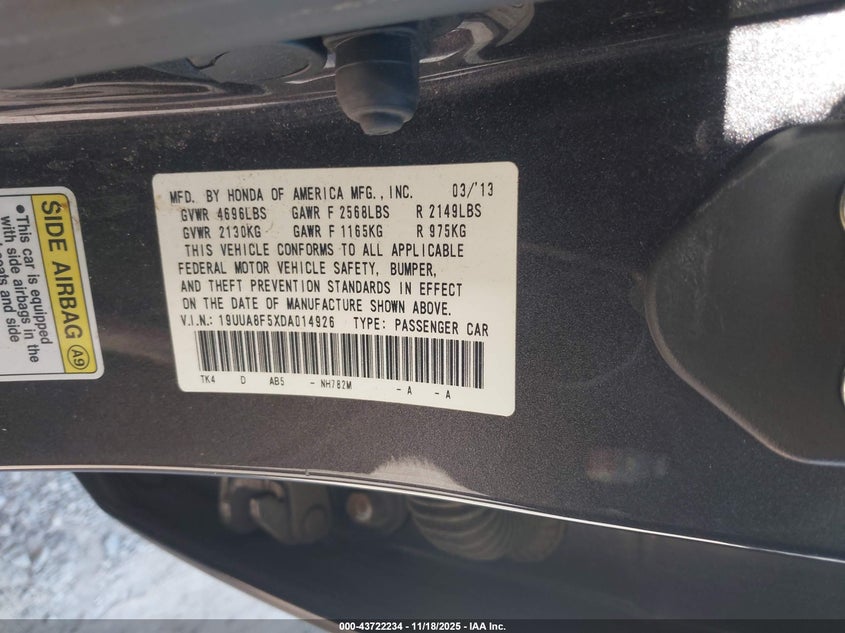 MFD. BY HONDA OF AMERICA MFG., INC. 03/'13
GVWR 4696LBS GAWR F 2568LBS R 2149LBS
GVWR 2130KG GAWR F 1165KG R 975KG
THIS VEHICLE CONFORMS TO ALL APPLICABLE
FEDERAL MOTOR VEHICLE SAFETY, BUMPER,
AND THEFT PREVENTION STANDARDS IN EFFECT
ON THE DATE OF MANUFACTURE SHOWN ABOVE.
V.I.N.: 19UUA8F5XDA014926 TYPE: PASSENGER CAR
TK4 D AB5 - NH782M - A - A
SIDE AIRBAG A9
•This car is equipped
with side airbags in the
seats and side
000-43722234 - 11/18/2025 - IAA Inc.